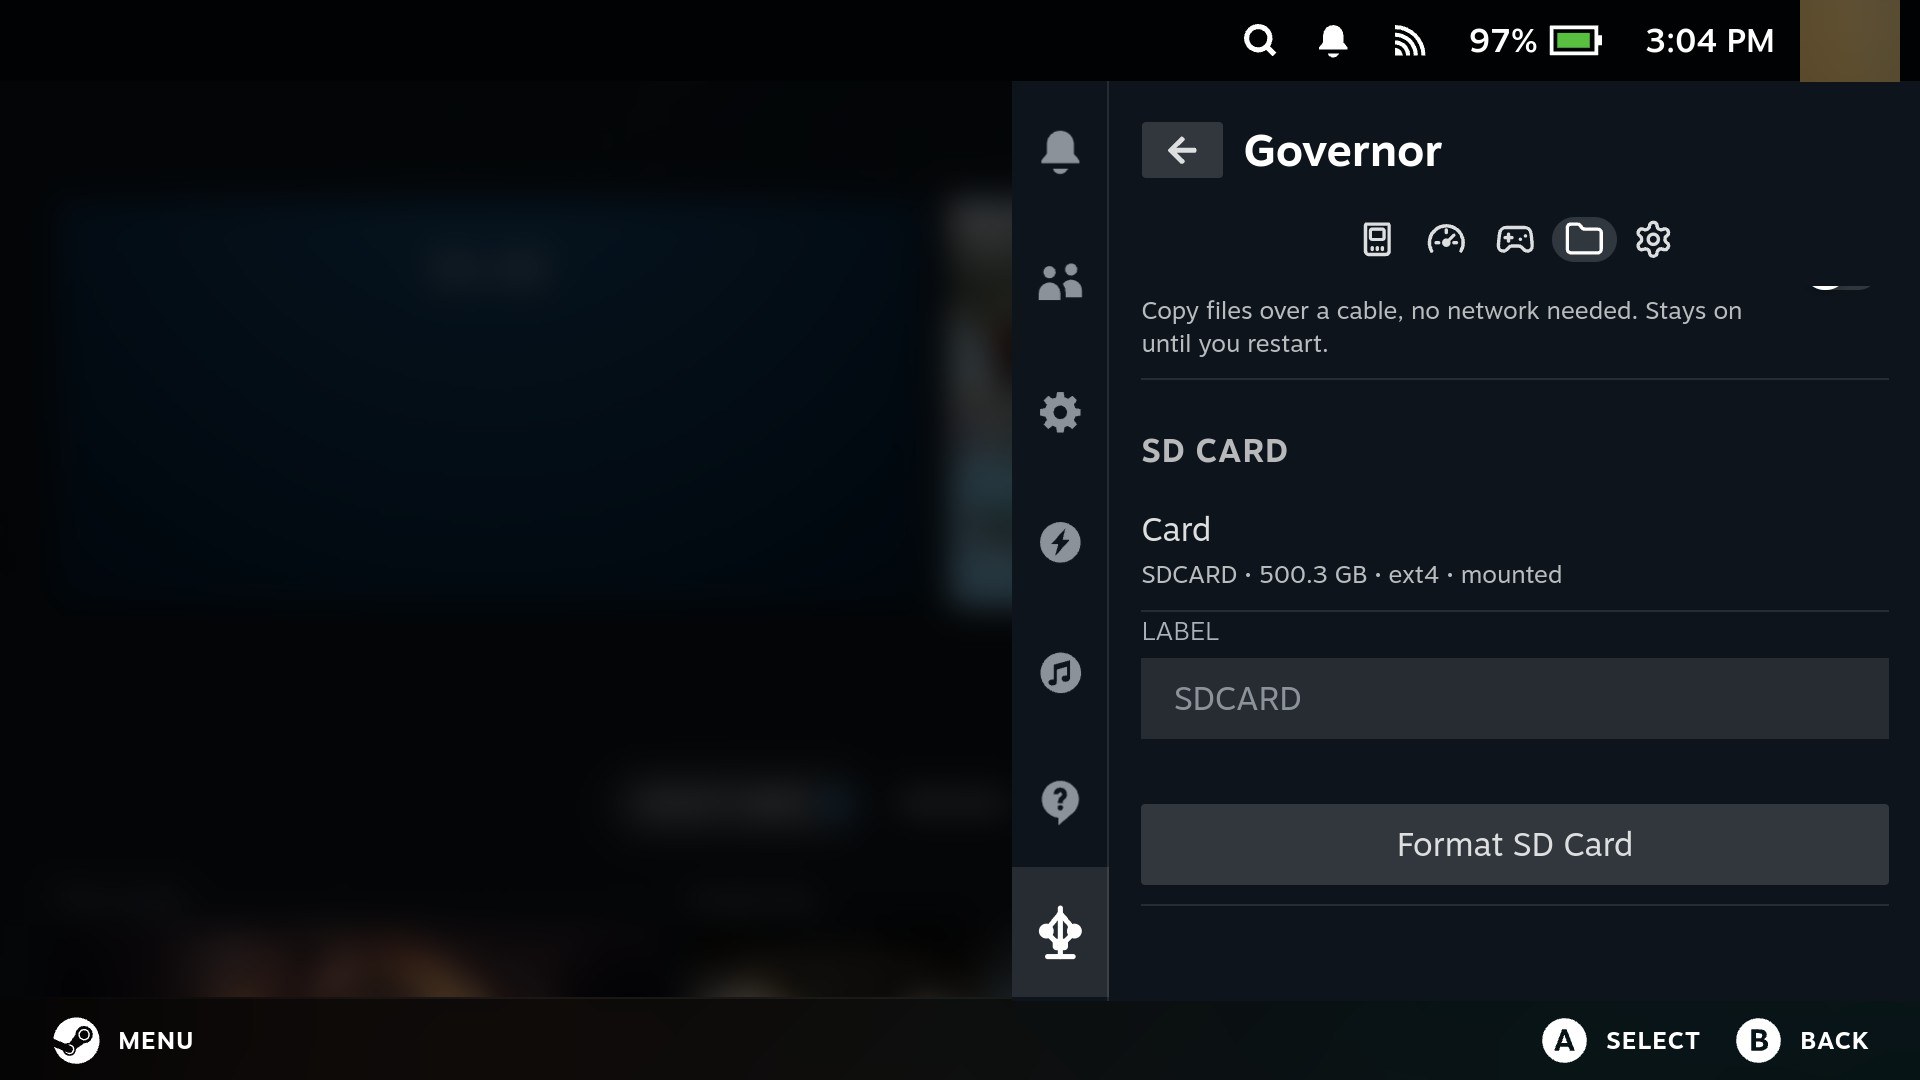 97%
3:04 PM
Governor
Copy files over a cable, no network needed. Stays on
until you restart.
SD CARD
Card
SDCARD · 500.3 GB · ext4 · mounted
LABEL
SDCARD
Format SD Card
MENU
A SELECT
B BACK